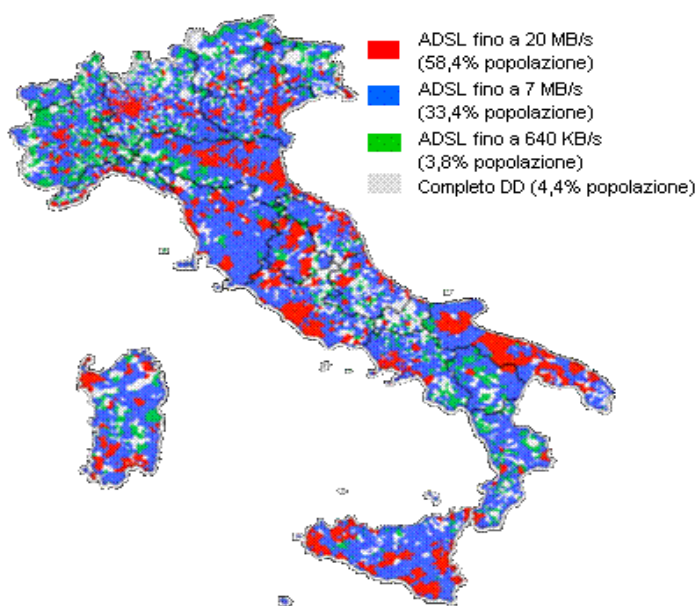 ADSL fino a 20 MB/s
(58,4% popolazione)
ADSL fino a 7 MB/s
(33,4% popolazione)
ADSL fino a 640 KB/s
(3,8% popolazione)
Completo DD (4,4% popolazione)